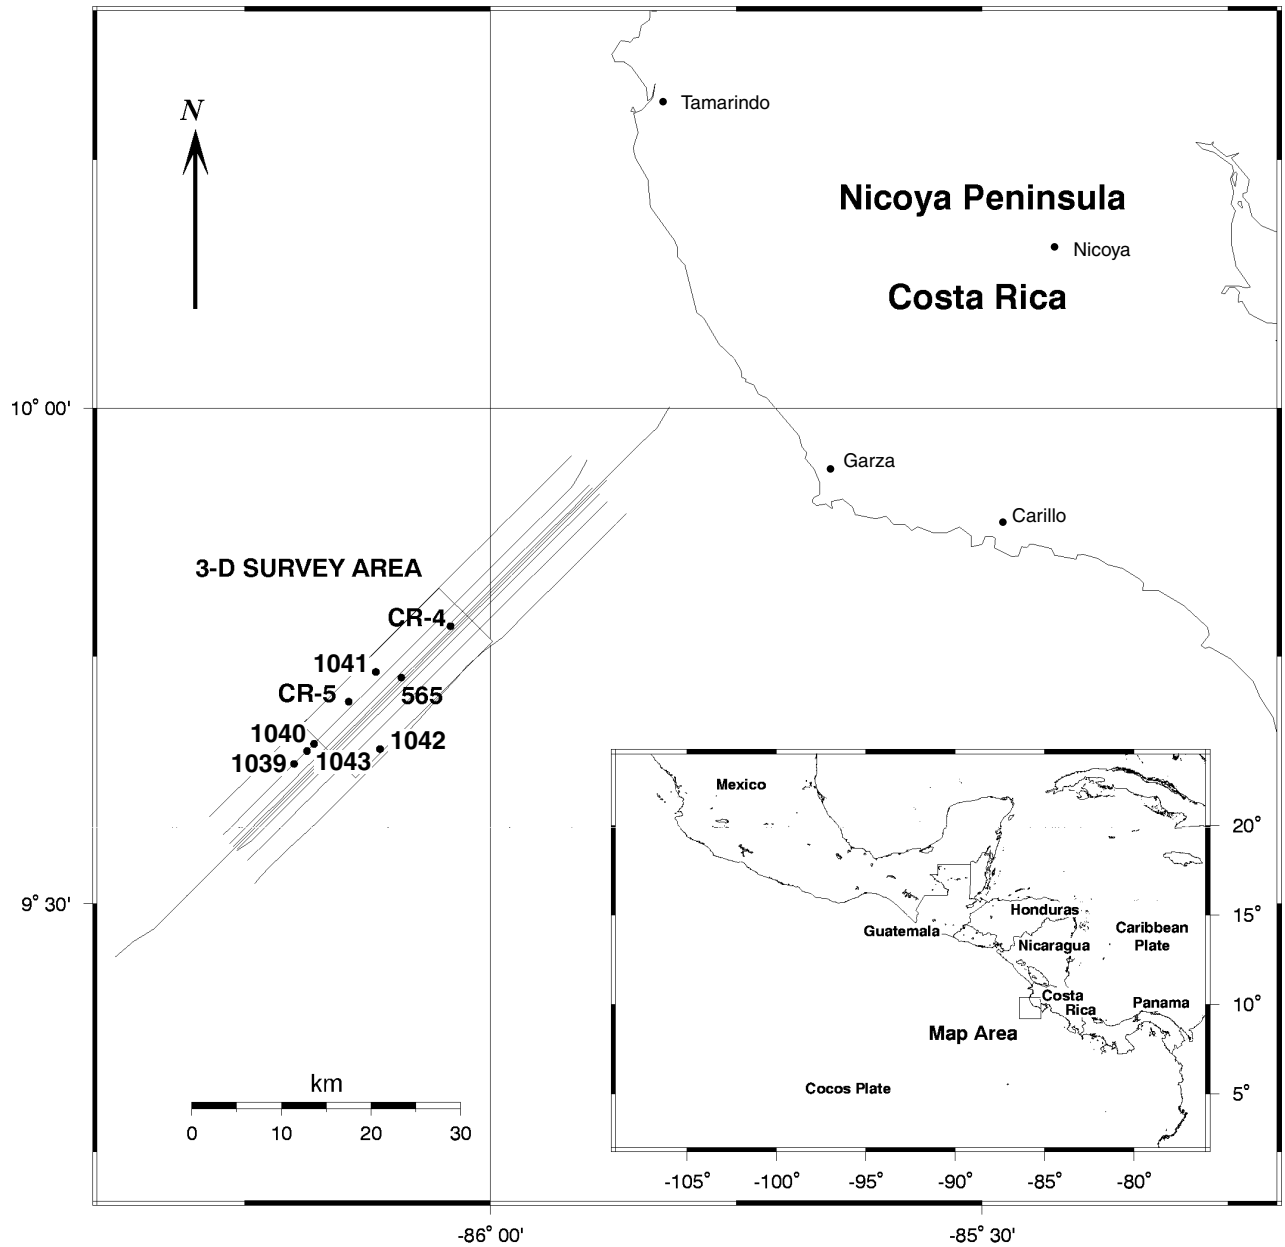 N
Tamarindo
Nicoya Peninsula
Nicoya
Costa Rica
10° 00'
Garza
Carillo
3-D SURVEY AREA
CR-4
1041
CR-5
565
1040
1042
1039
1043
9° 30'
km
0 10 20 30
-86° 00'
-85° 30'
Mexico
20°
Honduras
15°
Guatemala
Caribbean
Plate
Nicaragua
Costa
Rica
Panama
10°
Map Area
Cocos Plate
5°
-105° -100° -95° -90° -85° -80°